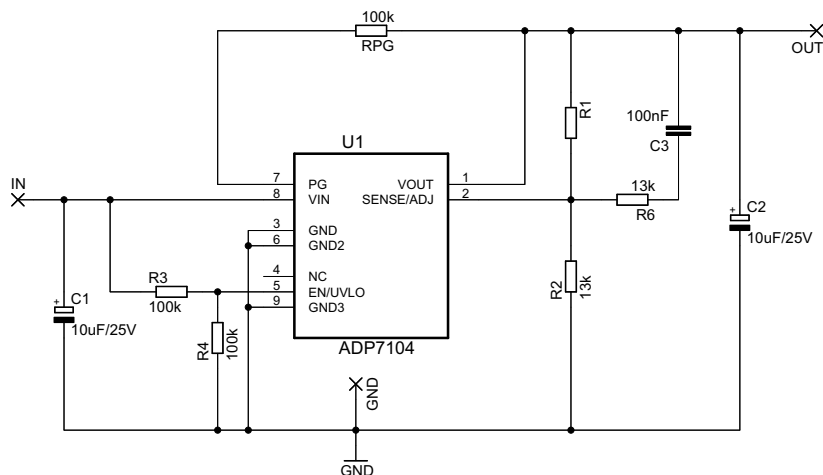 100k
RPG
OUT
R1
100nF
C3
U1
IN
7
PG
VOUT
1
8
VIN
SENSE/ADJ
2
13k
R6
C2
10uF/25V
3
GND
6
GND2
4
NC
R3
5
EN/UVLO
R2
13k
100k
9
GND3
C1
10uF/25V
R4
100k
ADP7104
GND
GND
+
+